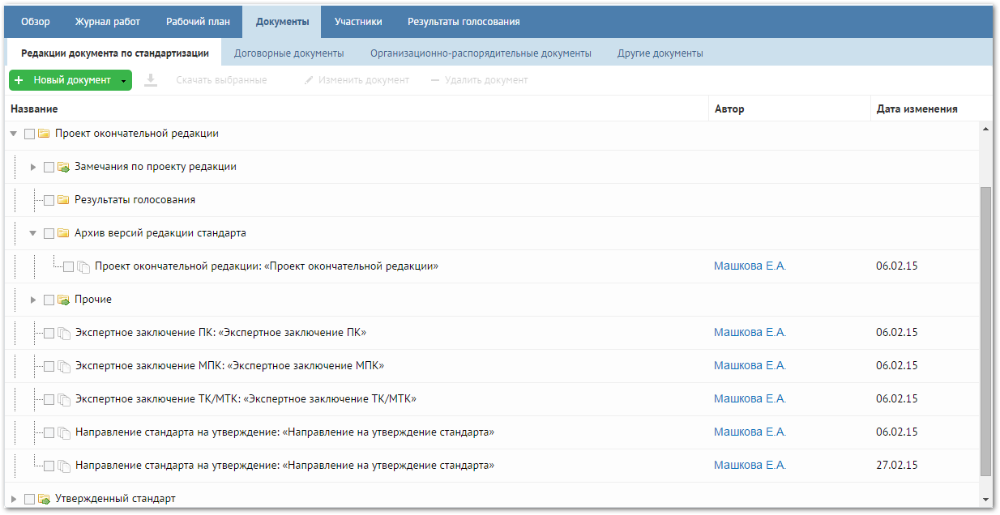 Обзор Журнал работ Рабочий план Документы Участники Результаты голосования
Редакции документа по стандартизации Договорные документы Организационно-распорядительные документы Другие документы
+ Новый документ Скачать выбранные Изменить документ Удалить документ
Название Автор Дата изменения
Проект окончательной редакции
Замечания по проекту редакции
Результаты голосования
Архив версий редакции стандарта
Проект окончательной редакции: «Проект окончательной редакции» Машкова Е.А. 06.02.15
Прочие
Экспертное заключение ПК: «Экспертное заключение ПК» Машкова Е.А. 06.02.15
Экспертное заключение МПК: «Экспертное заключение МПК» Машкова Е.А. 06.02.15
Экспертное заключение ТК/МТК: «Экспертное заключение ТК/МТК» Машкова Е.А. 06.02.15
Направление стандарта на утверждение: «Направление на утверждение стандарта» Машкова Е.А. 06.02.15
Направление стандарта на утверждение: «Направление на утверждение стандарта» Машкова Е.А. 27.02.15
Утвержденный стандарт